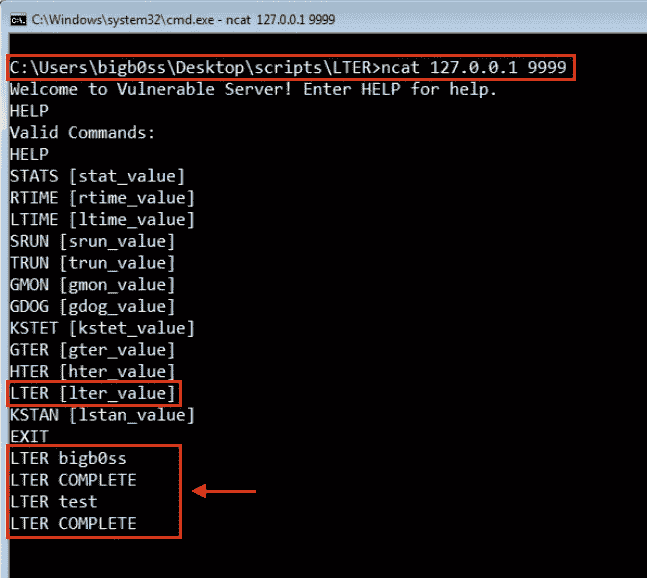 C:\Windows\system32\cmd.exe - ncat 127.0.0.1 9999
C:\Users\bigb0ss\Desktop\scripts\LTER>ncat 127.0.0.1 9999
Welcome to Vulnerable Server! Enter HELP for help.
HELP
Valid Commands:
HELP
STATS [stat_value]
RTIME [rtime_value]
LTIME [ltime_value]
SRUN [srun_value]
TRUN [trun_value]
GMON [gmon_value]
GDOG [gdog_value]
KSTET [kstet_value]
GTER [gter_value]
HTER [hter_value]
LTER [lter_value]
KSTAN [lstan_value]
EXIT
LTER bigb0ss
LTER COMPLETE
LTER test
LTER COMPLETE